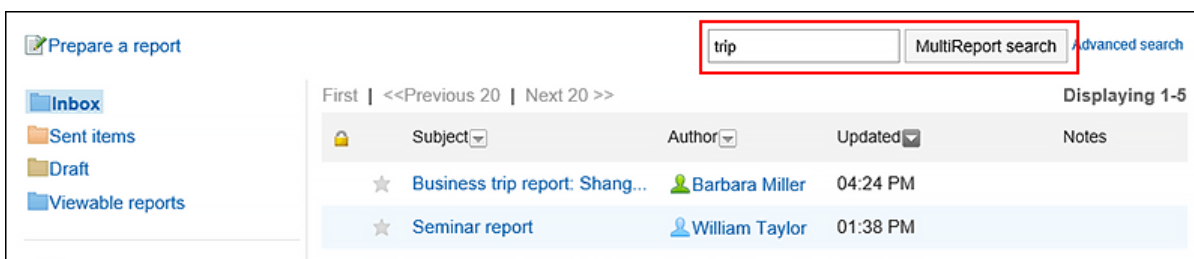 Prepare a report
trip MultiReport search Advanced search
Inbox
Sent items
Draft
Viewable reports
First | <<Previous 20 | Next 20 >> Displaying 1-5
Subject Author Updated Notes
Business trip report: Shang... Barbara Miller 04:24 PM
Seminar report William Taylor 01:38 PM